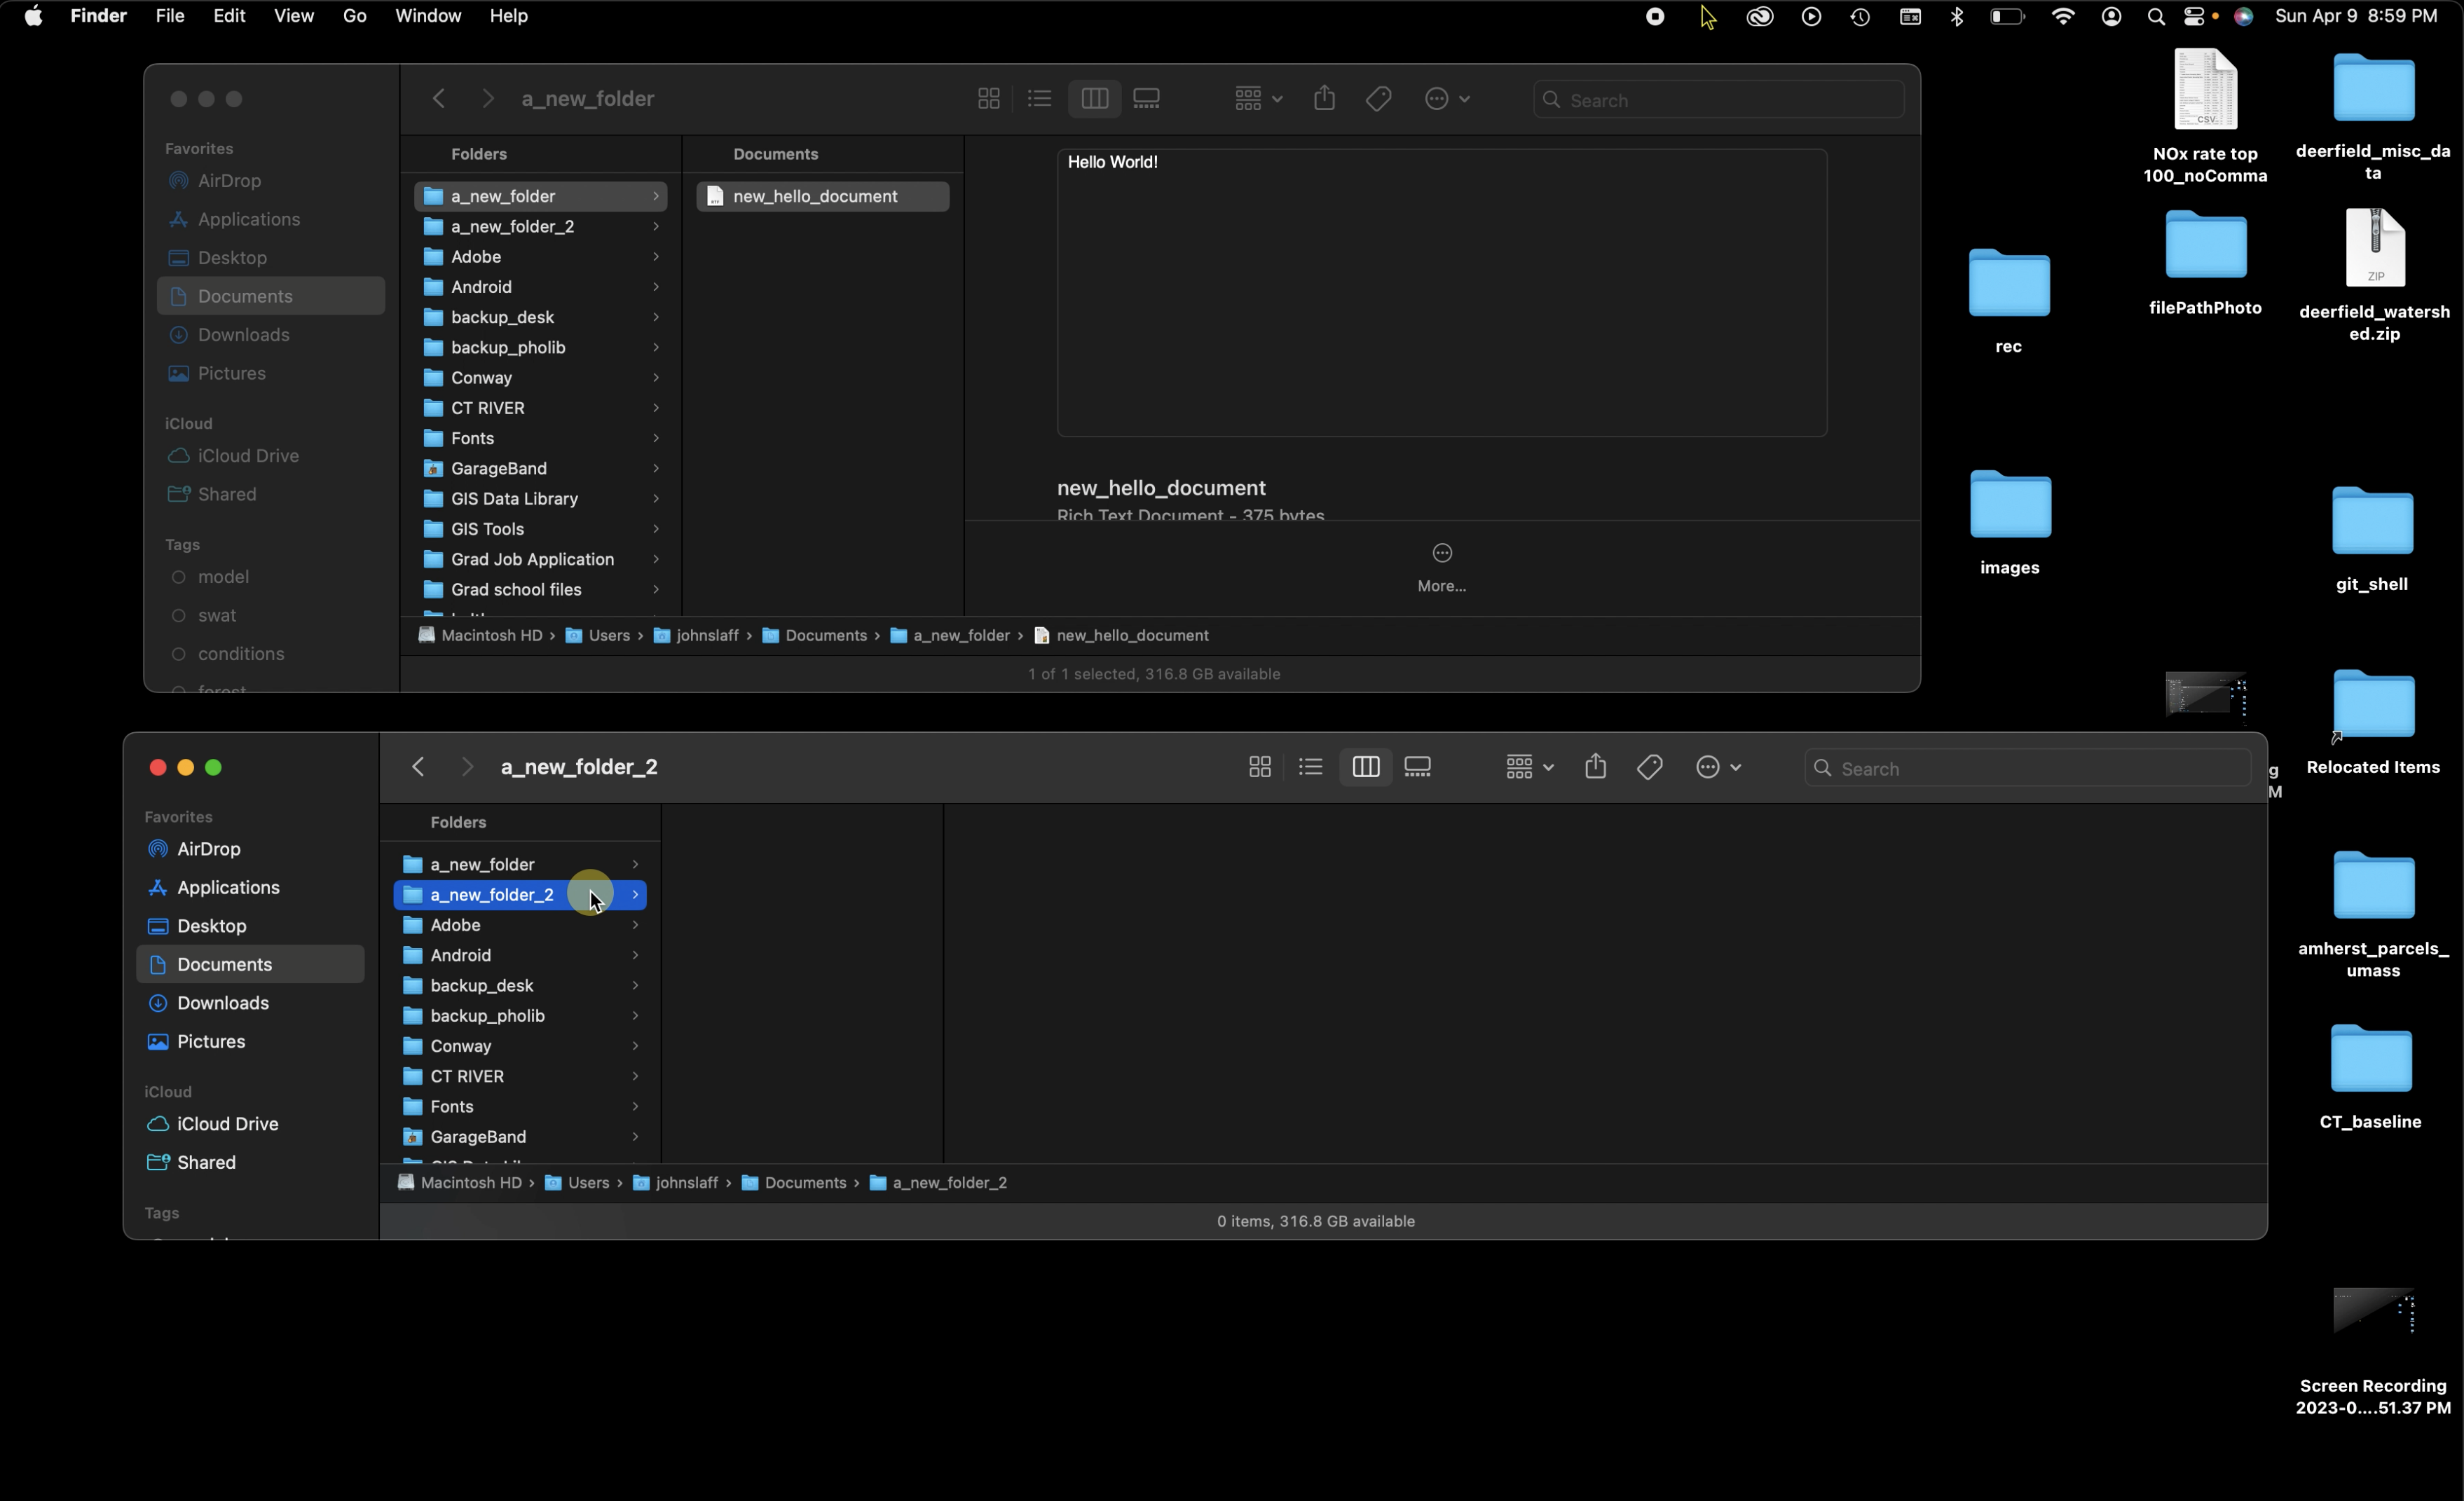 Finder File Edit View Go Window Help Sun Apr 9 8:59 PM
a_new_folder Search
Favorites
AirDrop
Applications
Desktop
Documents
Downloads
Pictures
iCloud
iCloud Drive
Shared
Tags
model
swat
conditions
forest
Folders
a_new_folder
a_new_folder_2
Adobe
Android
backup_desk
backup_pholib
Conway
CT RIVER
Fonts
GarageBand
GIS Data Library
GIS Tools
Grad Job Application
Grad school files
Documents
new_hello_document
Hello World!
new_hello_document
Rich Text Document - 375 bytes
More...
Macintosh HD › Users › johnslaff › Documents › a_new_folder › new_hello_document
1 of 1 selected, 316.8 GB available
a_new_folder_2 Search
Favorites
AirDrop
Applications
Desktop
Documents
Downloads
Pictures
iCloud
iCloud Drive
Shared
Tags
Folders
a_new_folder
a_new_folder_2
Adobe
Android
backup_desk
backup_pholib
Conway
CT RIVER
Fonts
GarageBand
Macintosh HD › Users › johnslaff › Documents › a_new_folder_2
0 items, 316.8 GB available
CSV
NOx rate top
100_noComma
deerfield_misc_da
ta
rec
filePathPhoto
ZIP
deerfield_watersh
ed.zip
images
git_shell
g
M
Relocated Items
amherst_parcels_
umass
CT_baseline
Screen Recording
2023-0....51.37 PM